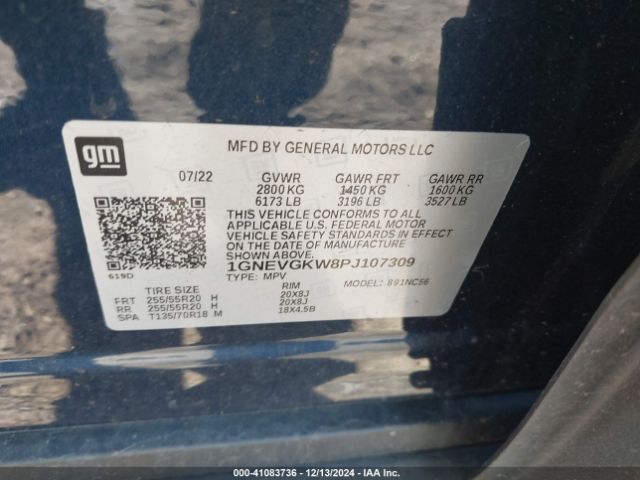 gm
MFD BY GENERAL MOTORS LLC
07/22 GVWR GAWR FRT GAWR RR
2800 KG 1450 KG 1600 KG
6173 LB 3196 LB 3527 LB
THIS VEHICLE CONFORMS TO ALL
APPLICABLE U.S. FEDERAL MOTOR
VEHICLE SAFETY STANDARDS IN EFFECT
ON THE DATE OF MANUFACTURE SHOWN ABOVE.
1GNEVGKW8PJ107309
619D TYPE: MPV MODEL: 891NC56
TIRE SIZE RIM
FRT 255/55R20 H 20X8J
RR 255/55R20 H 20X8J
SPA T135/70R18 M 18X4.5B
000-41083736 - 12/13/2024 - IAA Inc.